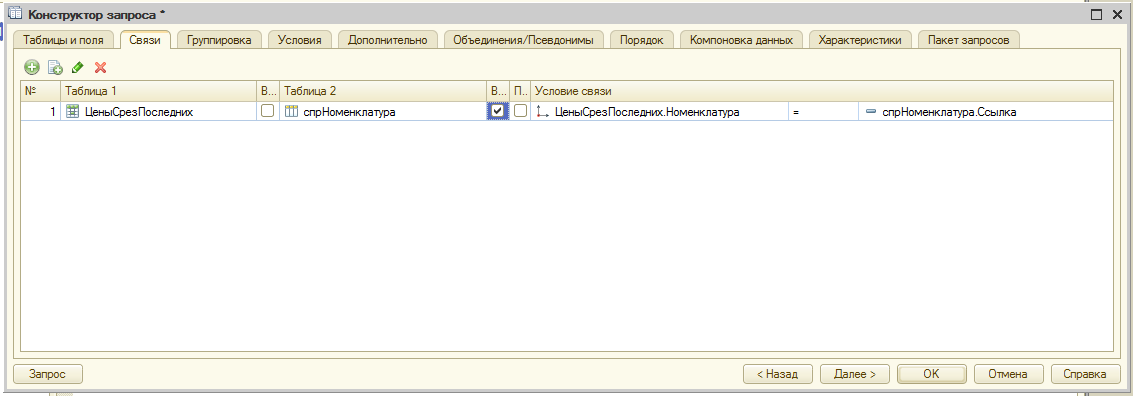 Конструктор запроса *
Таблицы и поля Связи Группировка Условия Дополнительно Объединения/Псевдонимы Порядок Компоновка данных Характеристики Пакет запросов
№ Таблица 1 В... Таблица 2 В... П.. Условие связи
1 ЦеныСрезПоследних спрНоменклатура ЦеныСрезПоследних.Номенклатура = спрНоменклатура.Ссылка
Запрос < Назад Далее > OK Отмена Справка